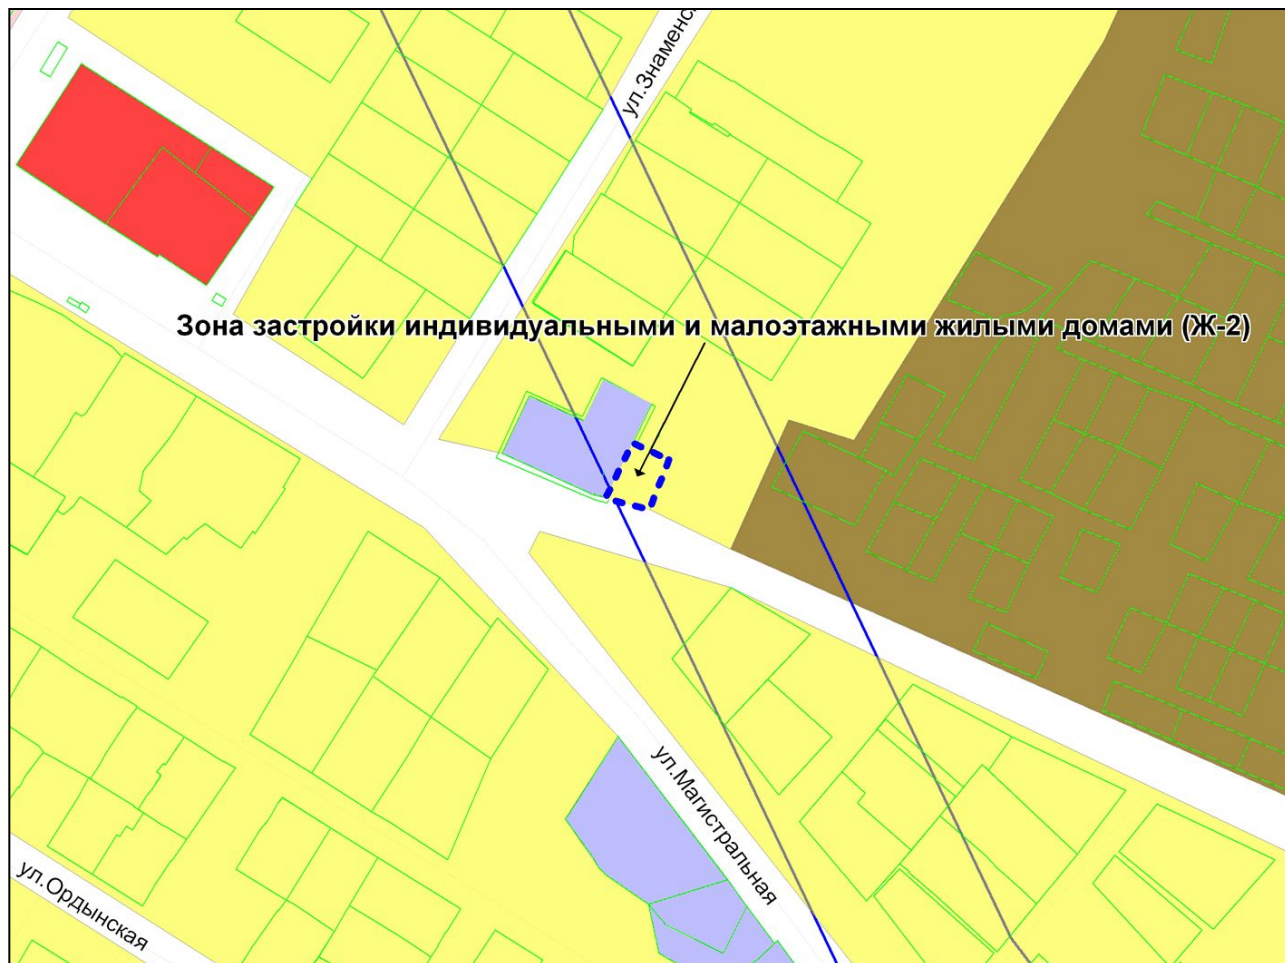 ул.Знаменс
Зона застройки индивидуальными и малоэтажными жилыми домами (Ж-2)
ул.Магистральная
ул.Ордынская